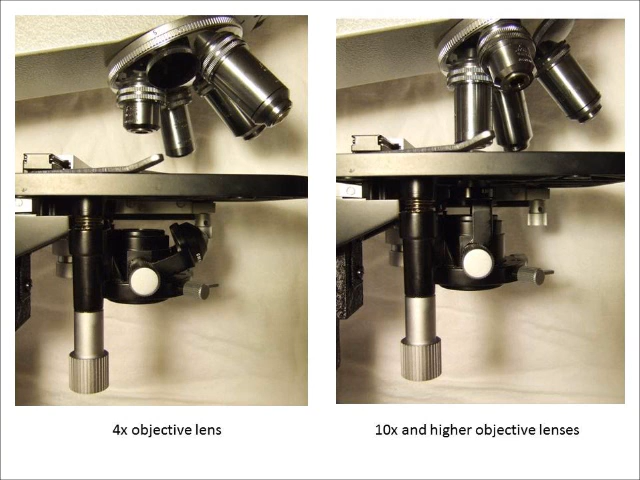 4x objective lens
10x and higher objective lenses